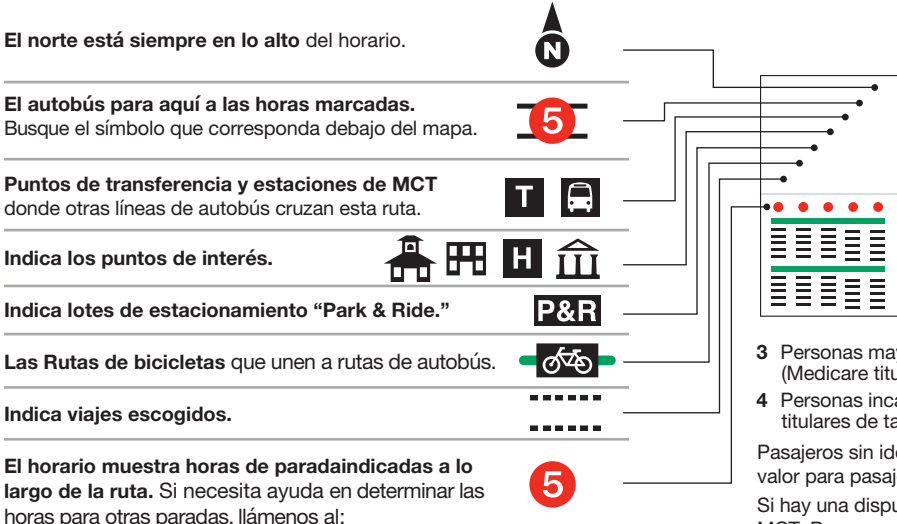 El norte está siempre en lo alto del horario.
N
El autobús para aquí a las horas marcadas.
Busque el símbolo que corresponda debajo del mapa.
5
Puntos de transferencia y estaciones de MCT
donde otras líneas de autobús cruzan esta ruta.
T
Indica los puntos de interés.
H
Indica lotes de estacionamiento “Park & Ride.”
P&R
Las Rutas de bicicletas que unen a rutas de autobús.
Indica viajes escogidos.
El horario muestra horas de paradaindicadas a lo
largo de la ruta. Si necesita ayuda en determinar las
horas para otras paradas, llámenos al:
5
3 Personas may
(Medicare titu
4 Personas inca
titulares de ta
Pasajeros sin ide
valor para pasaje
Si hay una dispu